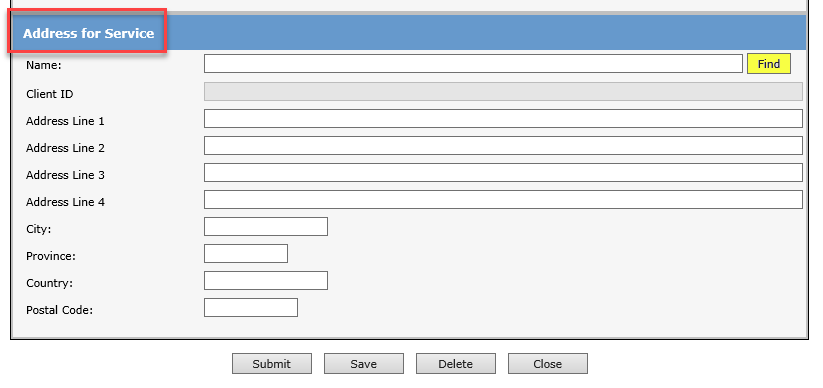 Address for Service
Name:
Find
Client ID
Address Line 1
Address Line 2
Address Line 3
Address Line 4
City:
Province:
Country:
Postal Code:
Submit Save Delete Close